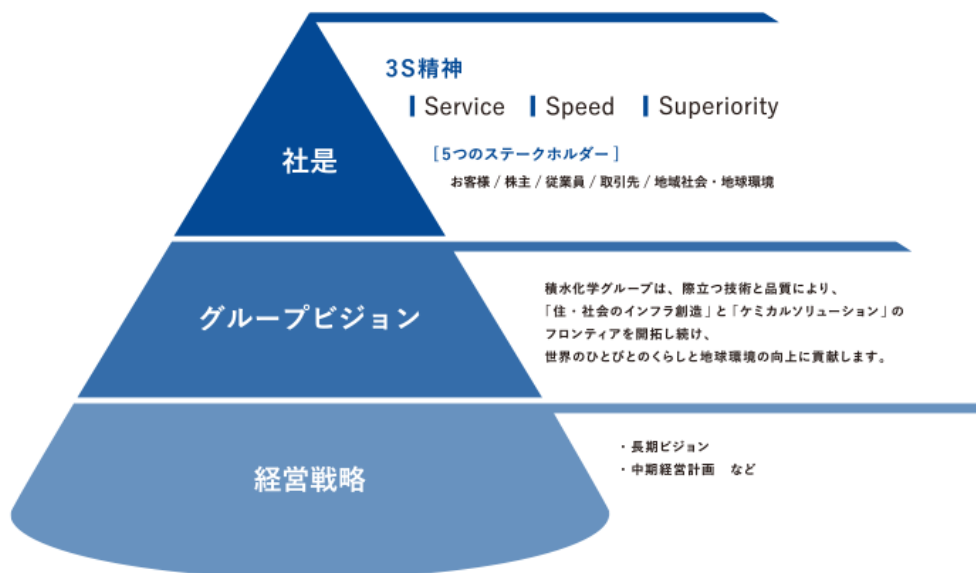 3S精神
Service Speed Superiority
社是
[5つのステークホルダー]
お客様 / 株主 / 従業員 / 取引先 / 地域社会・地球環境
グループビジョン
積水化学グループは、際立つ技術と品質により、
「住・社会のインフラ創造」と「ケミカルソリューション」の
フロンティアを開拓し続け、
世界のひとびとのくらしと地球環境の向上に貢献します。
経営戦略
・長期ビジョン
・中期経営計画 など